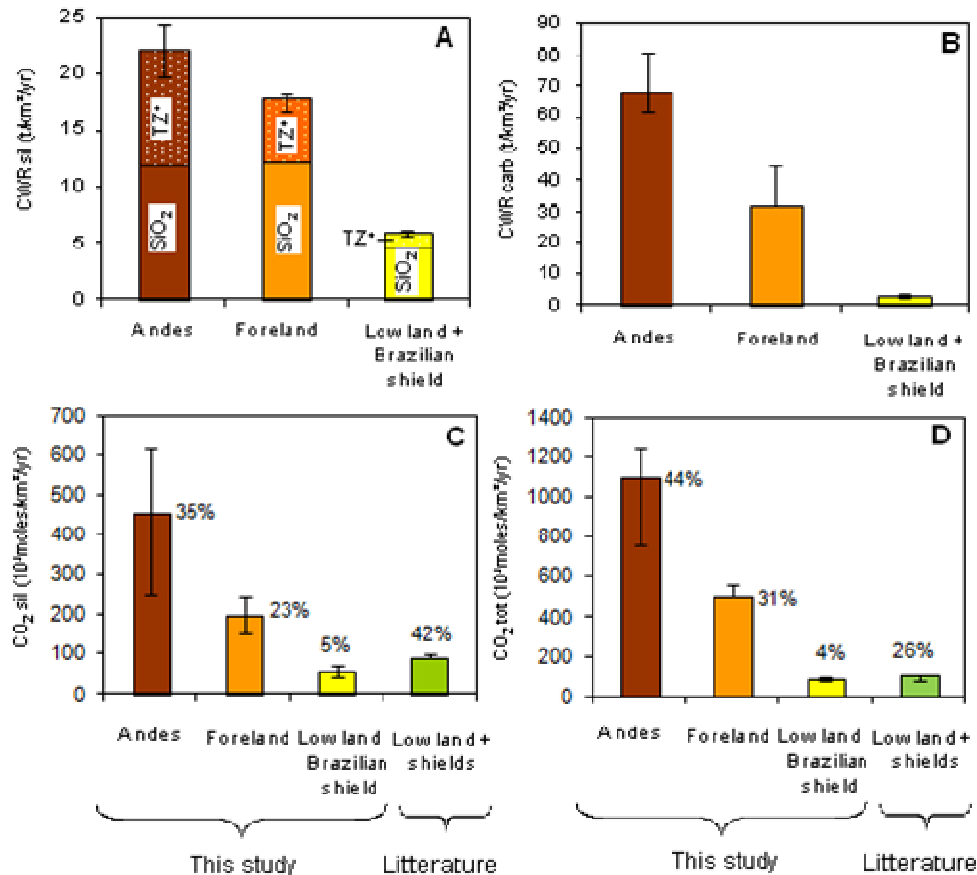 A
CWR sil (t/km²/yr)
25
20
15
10
5
0
TZ*
SiO₂
TZ*
SiO₂
TZ*
SiO₂
Andes
Foreland
Low land +
Brazilian
shield
B
CWR carb (t/km²/yr)
90
80
70
60
50
40
30
20
10
0
Andes
Foreland
Low land +
Brazilian
shield
C
700
600
500
400
300
200
100
0
35%
23%
5%
42%
Andes
Foreland
Low land
Brazilian
shield
Low land +
shields
This study
Litterature
D
1400
1200
1000
800
600
400
200
0
44%
31%
4%
26%
Andes
Foreland
Low land
Brazilian
shield
Low land +
shields
This study
Litterature